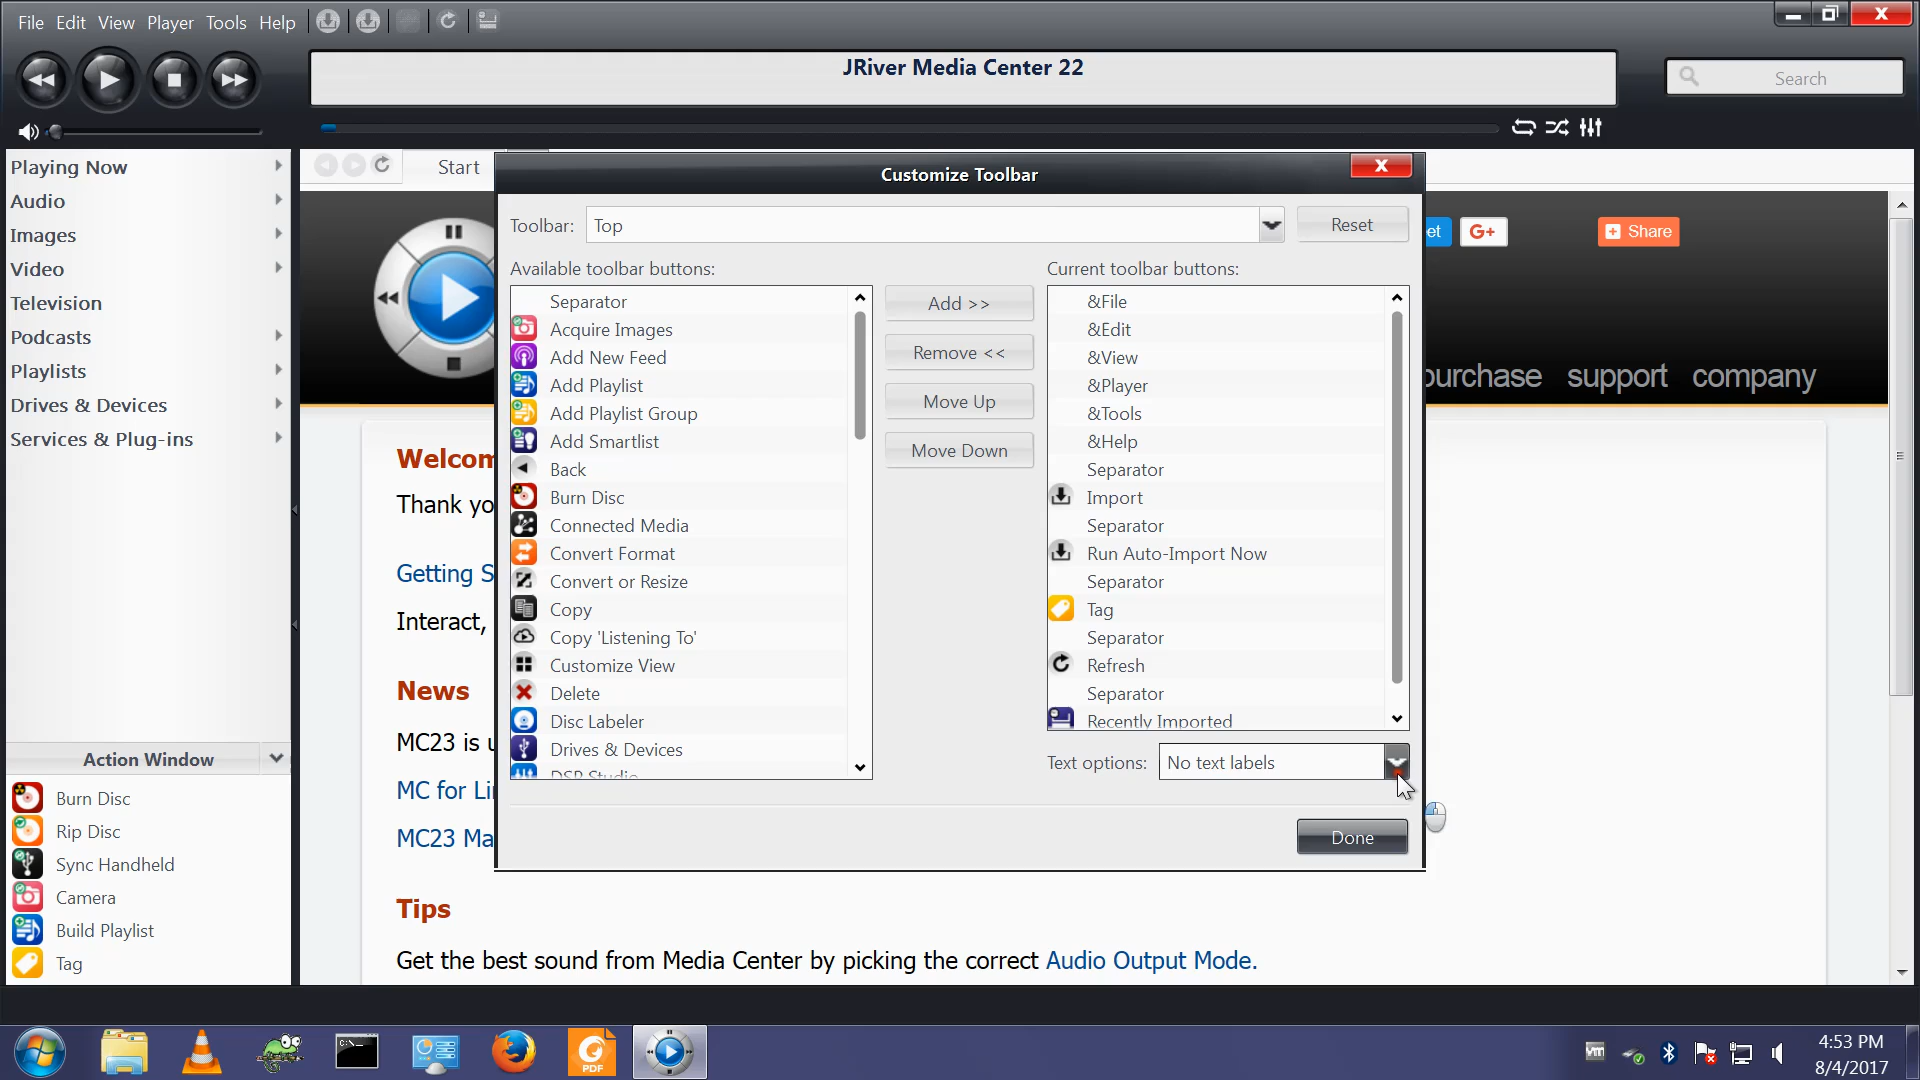 File Edit View Player Tools Help
JRiver Media Center 22
Search
Playing Now
Audio
Images
Video
Television
Podcasts
Playlists
Drives & Devices
Services & Plug-ins
Start
Customize Toolbar
X
Toolbar: Top
Reset
Available toolbar buttons:
Separator
Acquire Images
Add New Feed
Add Playlist
Add Playlist Group
Add Smartlist
Back
Burn Disc
Connected Media
Convert Format
Convert or Resize
Copy
Copy 'Listening To'
Customize View
Delete
Disc Labeler
Drives & Devices
DSP Studio
Add >>
Remove <<
Move Up
Move Down
Current toolbar buttons:
&File
&Edit
&View
&Player
&Tools
&Help
Separator
Import
Separator
Run Auto-Import Now
Separator
Tag
Separator
Refresh
Separator
Recently Imported
Text options: No text labels
Done
et
G+
Share
purchase support company
Welcom
Thank yo
Getting S
Interact,
News
MC23 is u
MC for Li
MC23 Ma
Tips
Get the best sound from Media Center by picking the correct Audio Output Mode.
Action Window
Burn Disc
Rip Disc
Sync Handheld
Camera
Build Playlist
Tag
PDF
4:53 PM
8/4/2017